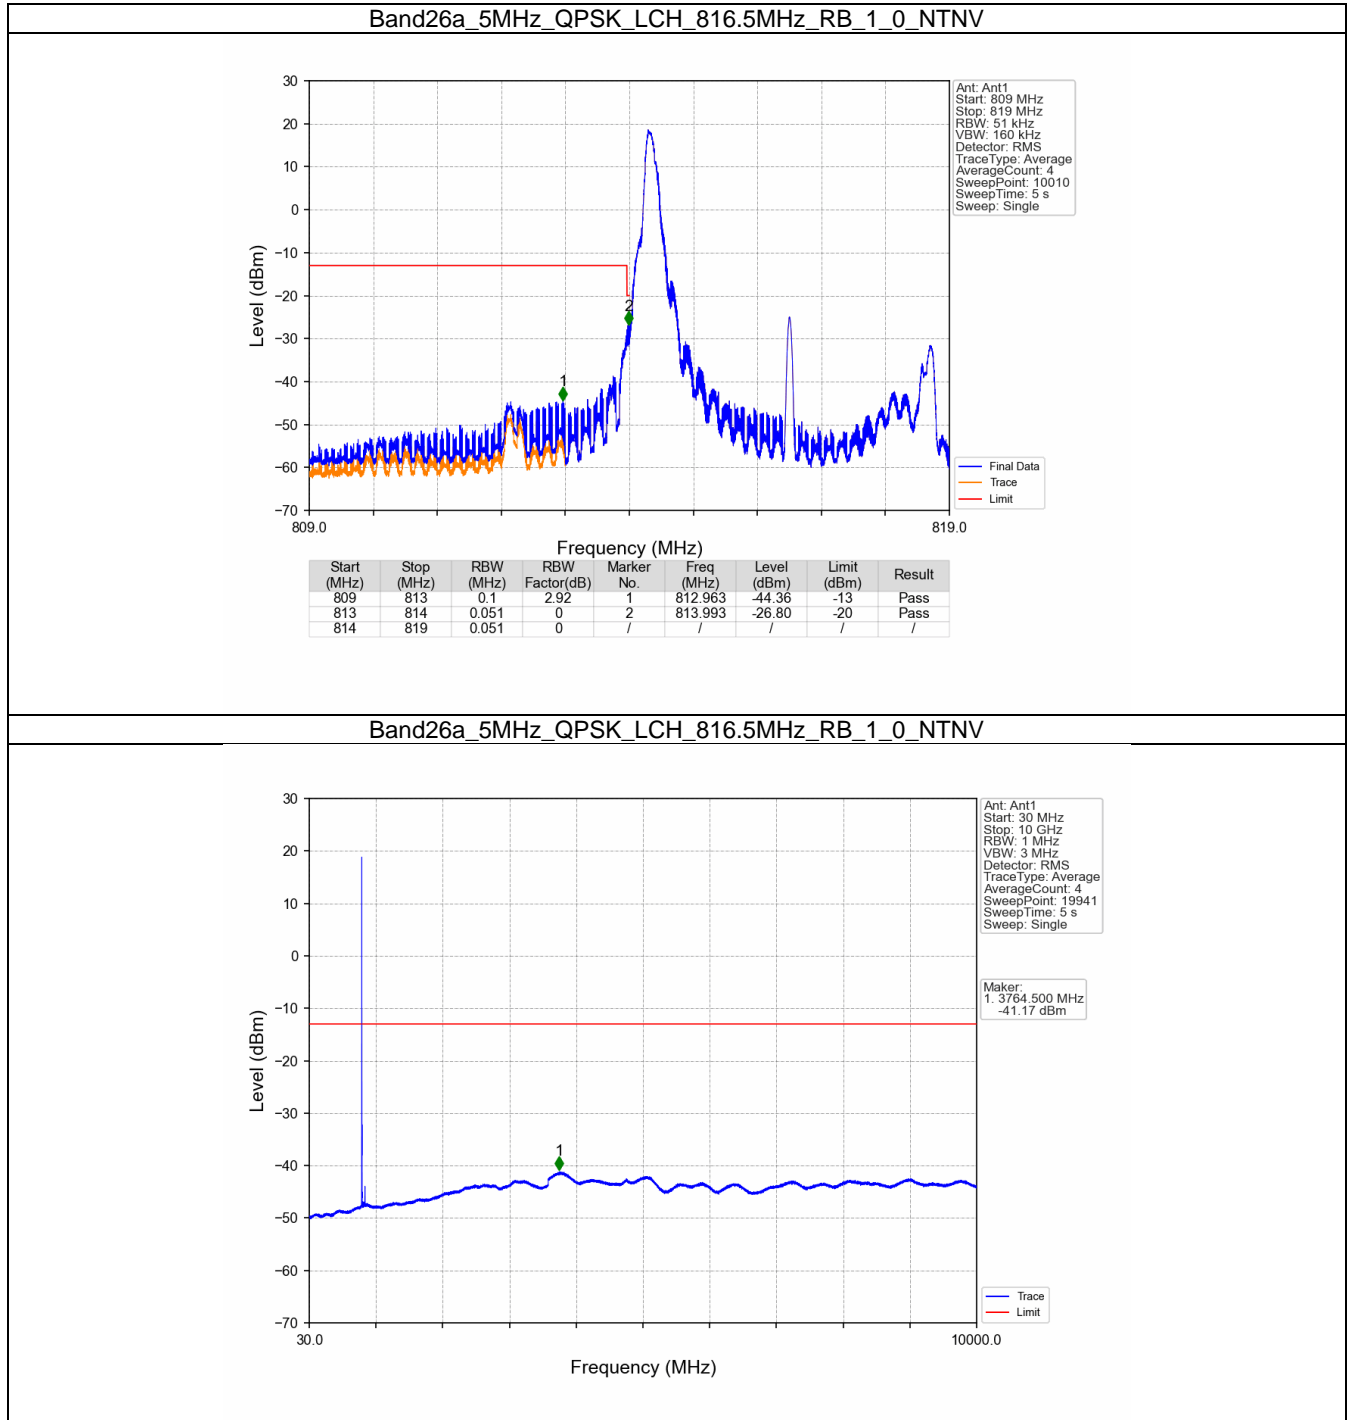 Band26a_5MHz_QPSK_LCH_816.5MHz_RB_1_0_NTNV
30
20
10
0
−10
−20
−30
−40
−50
−60
−70
Level (dBm)
1
2
809.0
819.0
Frequency (MHz)
Ant: Ant1
Start: 809 MHz
Stop: 819 MHz
RBW: 51 kHz
VBW: 160 kHz
Detector: RMS
TraceType: Average
AverageCount: 4
SweepPoint: 10010
SweepTime: 5 s
Sweep: Single
Final Data
Trace
Limit
Start (MHz) Stop (MHz) RBW (MHz) RBW Factor(dB) Marker No. Freq (MHz) Level (dBm) Limit (dBm) Result
809 813 0.1 2.92 1 812.963 -44.36 -13 Pass
813 814 0.051 0 2 813.993 -26.80 -20 Pass
814 819 0.051 0 / / / / /
Band26a_5MHz_QPSK_LCH_816.5MHz_RB_1_0_NTNV
30
20
10
0
−10
−20
−30
−40
−50
−60
−70
Level (dBm)
1
30.0
10000.0
Frequency (MHz)
Ant: Ant1
Start: 30 MHz
Stop: 10 GHz
RBW: 1 MHz
VBW: 3 MHz
Detector: RMS
TraceType: Average
AverageCount: 4
SweepPoint: 19941
SweepTime: 5 s
Sweep: Single
Maker:
1. 3764.500 MHz
-41.17 dBm
Trace
Limit